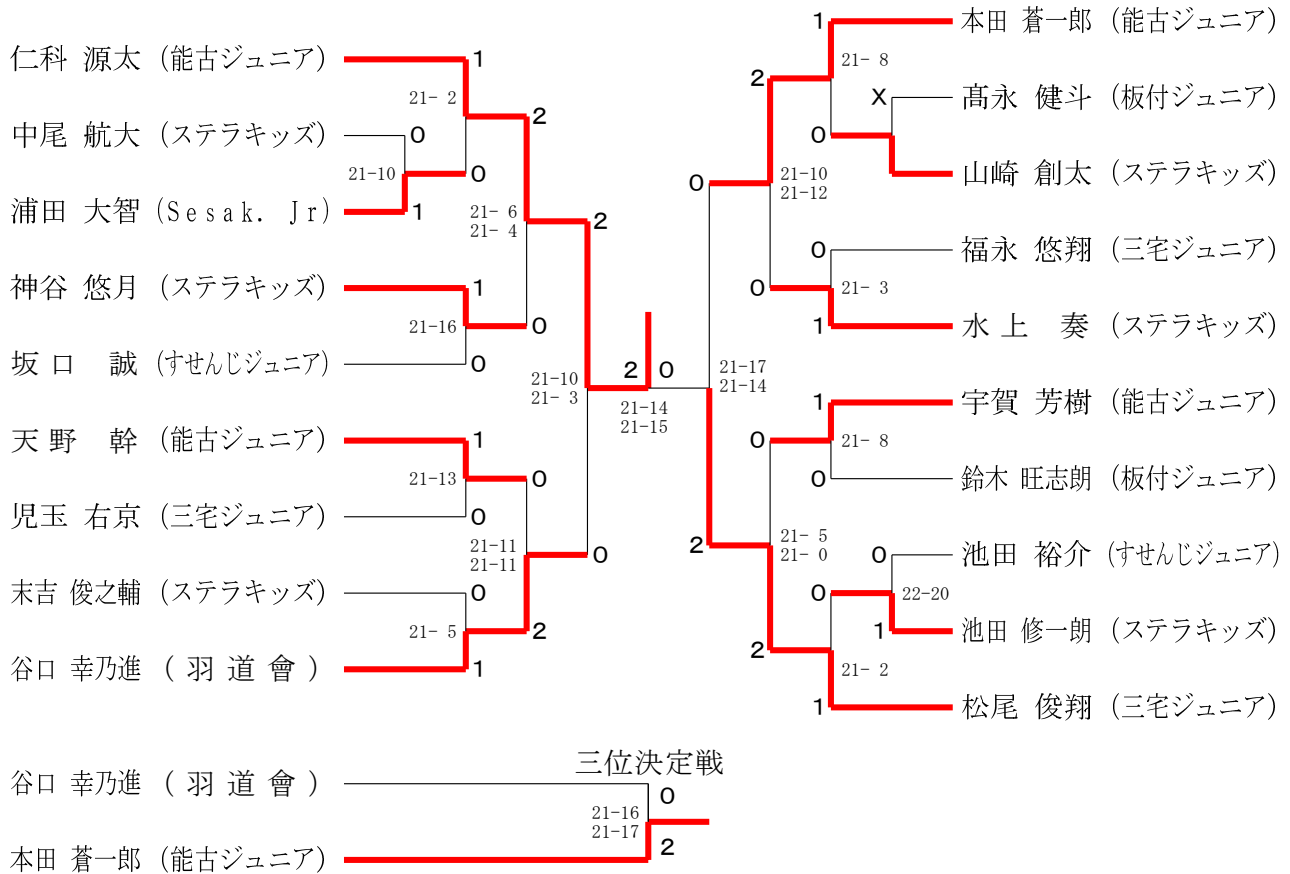 仁科 源太 (能古ジュニア)
1
21- 2
2
中尾 航大 (ステラキッズ)
0
21-10
0
浦田 大智 (Sesak. Jr)
1
21- 6
21- 4
2
神谷 悠月 (ステラキッズ)
1
21-16
0
坂口 誠 (すせんじジュニア)
0
21-10
21- 3
天野 幹 (能古ジュニア)
1
21-13
0
児玉 右京 (三宅ジュニア)
0
21-11
21-11
0
末吉 俊之輔 (ステラキッズ)
0
21- 5
2
谷口 幸乃進 (羽道會)
1
2 0
21-14
21-15
1
本田 蒼一郎 (能古ジュニア)
21- 8
2
X
髙永 健斗 (板付ジュニア)
0
山崎 創太 (ステラキッズ)
0
21-10
21-12
0
福永 悠翔 (三宅ジュニア)
0
21- 3
1
水上 奏 (ステラキッズ)
21-17
21-14
1
宇賀 芳樹 (能古ジュニア)
0
21- 8
0
鈴木 旺志朗 (板付ジュニア)
2
21- 5
21- 0
0
池田 裕介 (すせんじジュニア)
0
22-20
1
池田 修一朗 (ステラキッズ)
2
21- 2
1
松尾 俊翔 (三宅ジュニア)
三位決定戦
谷口 幸乃進 (羽道會)
0
21-16
21-17
2
本田 蒼一郎 (能古ジュニア)